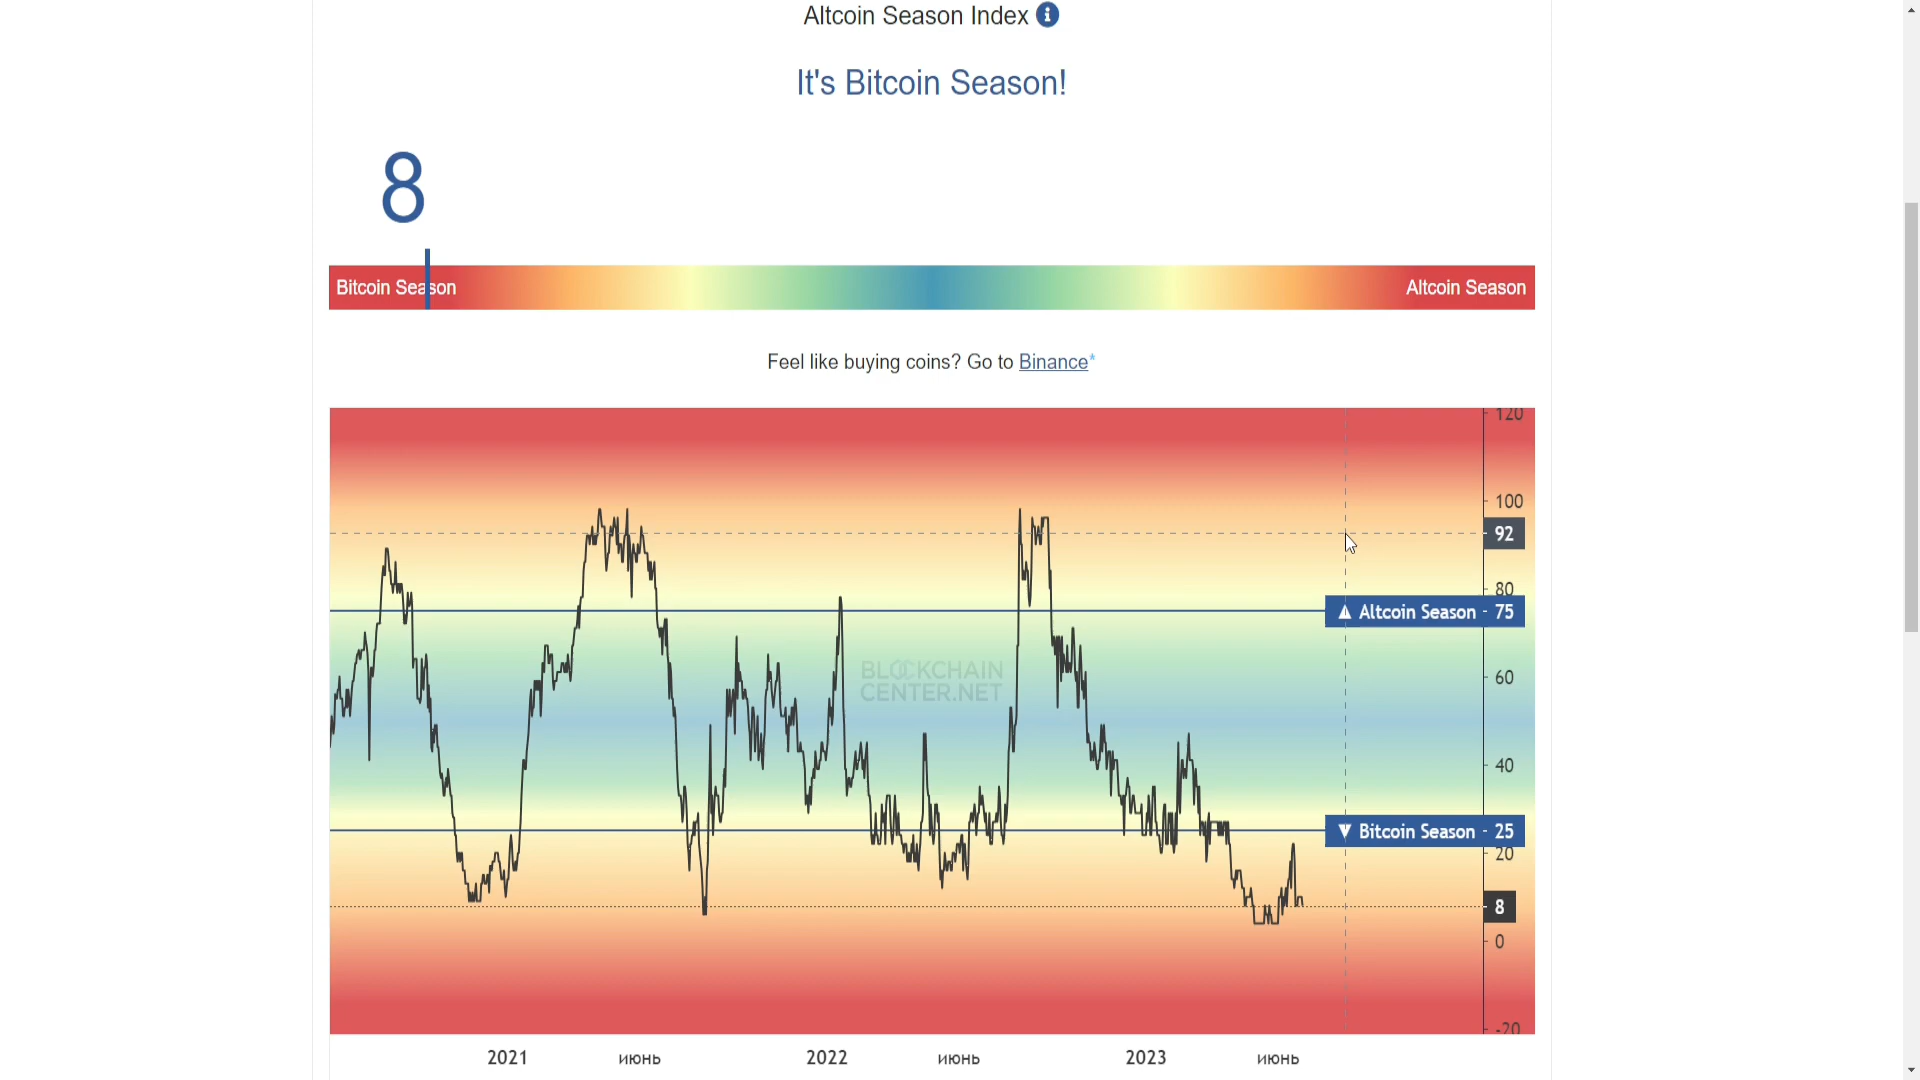 Altcoin Season Index
It's Bitcoin Season!
8
Bitcoin Season
Altcoin Season
Feel like buying coins? Go to Binance*
120
100
92
80
▲ Altcoin Season - 75
BLOCKCHAIN
CENTER.NET
60
40
▼ Bitcoin Season - 25
20
8
0
-20
2021 июнь 2022 июнь 2023 июнь